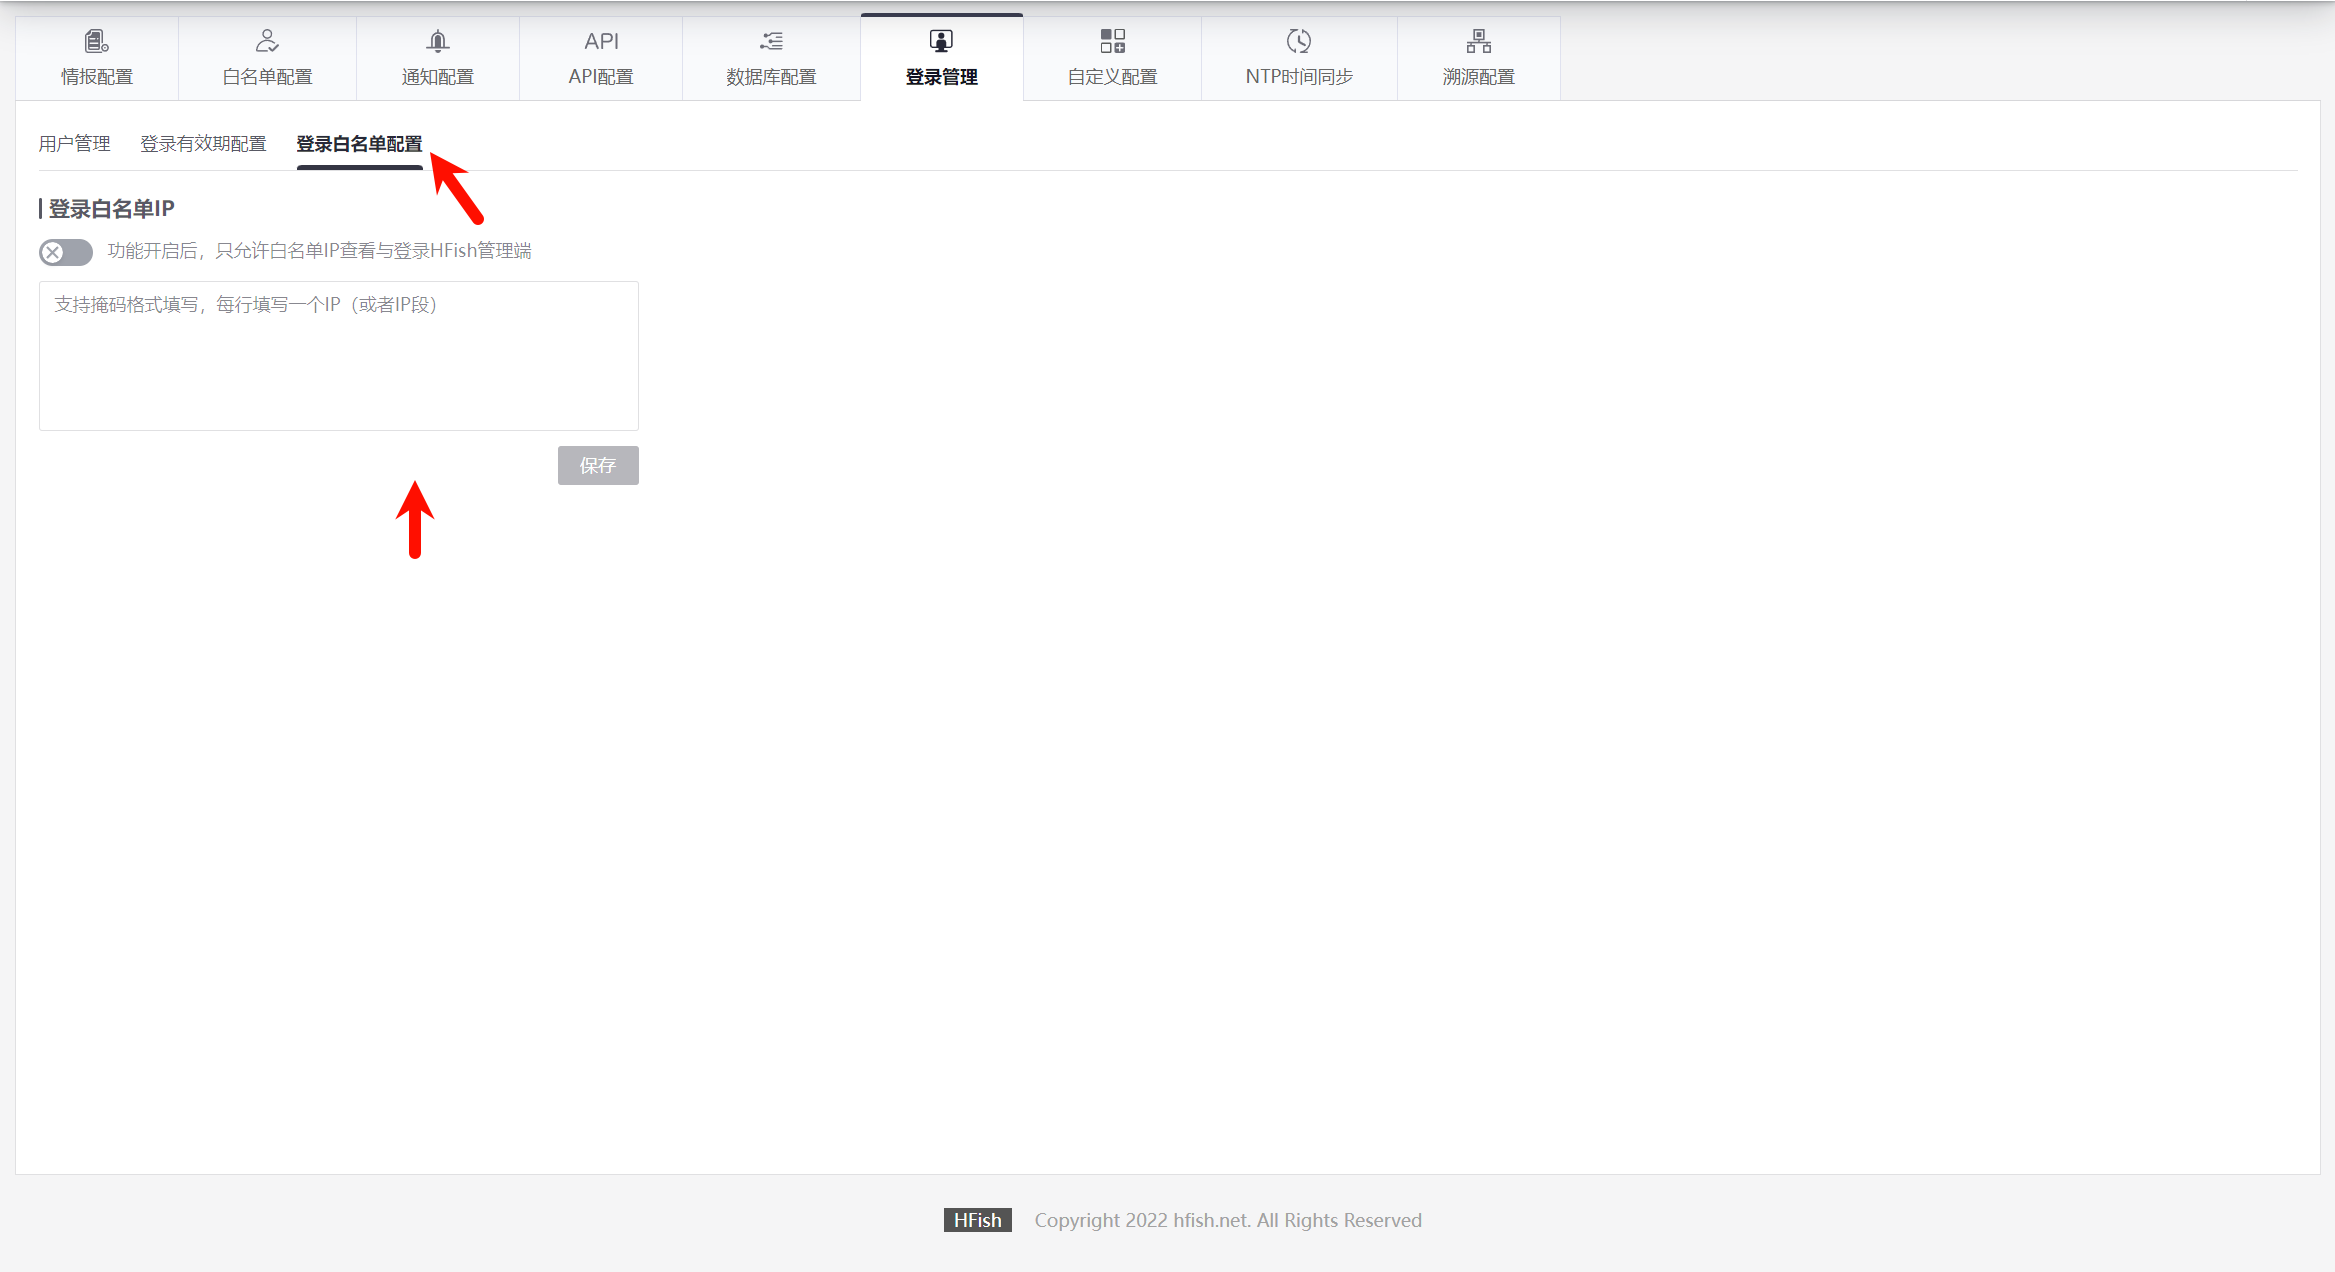 API
情报配置 白名单配置 通知配置 API配置 数据库配置 登录管理 自定义配置 NTP时间同步 溯源配置
用户管理 登录有效期配置 登录白名单配置
登录白名单IP
功能开启后，只允许白名单IP查看与登录HFish管理端
支持掩码格式填写，每行填写一个IP（或者IP段）
保存
HFish Copyright 2022 hfish.net. All Rights Reserved